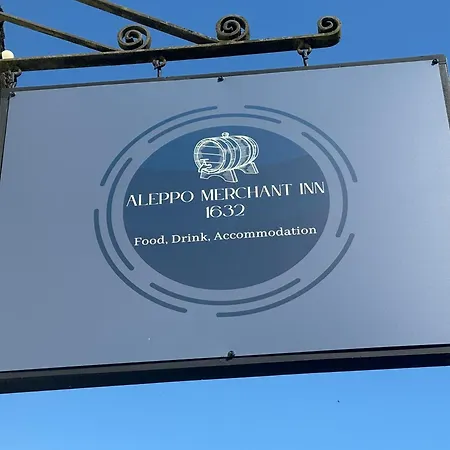 ALEPPO MERCHANT INN
1632
Food, Drink, Accommodation